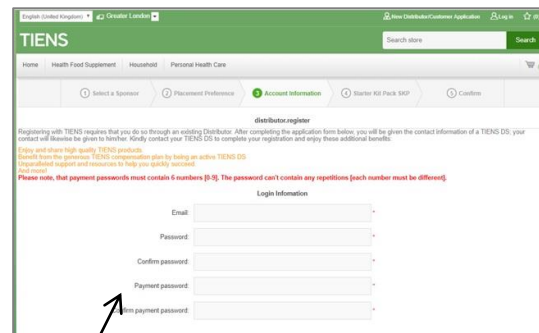 English (United Kingdom) Greater London New Distributor/Customer Application Log in
TIENS Search store Search
Home Health Food Supplement Household Personal Health Care
1 Select a Sponsor 2 Placement Preference 3 Account Information 4 Starter Kit Pack SKP 5 Confirm
distributor.register
Registering with TIENS requires that you do so through an existing Distributor. After completing the application form below, you will be given the contact information of a TIENS DS: your
contact will likewise be given to him/her. Kindly contact your TIENS DS to complete your registration and enjoy these additional benefits
Enjoy and share high quality TIENS products
Benefit from the generous TIENS compensation plan by being an active TIENS DS
Unparalleled support and resources to help you quickly succeed
And more!
Please note, that payment passwords must contain 6 numbers [0-9]. The password can't contain any repetitions [each number must be different].
Login Infomation
Email: *
Password: *
Confirm password: *
Payment password: *
Confirm payment password: *